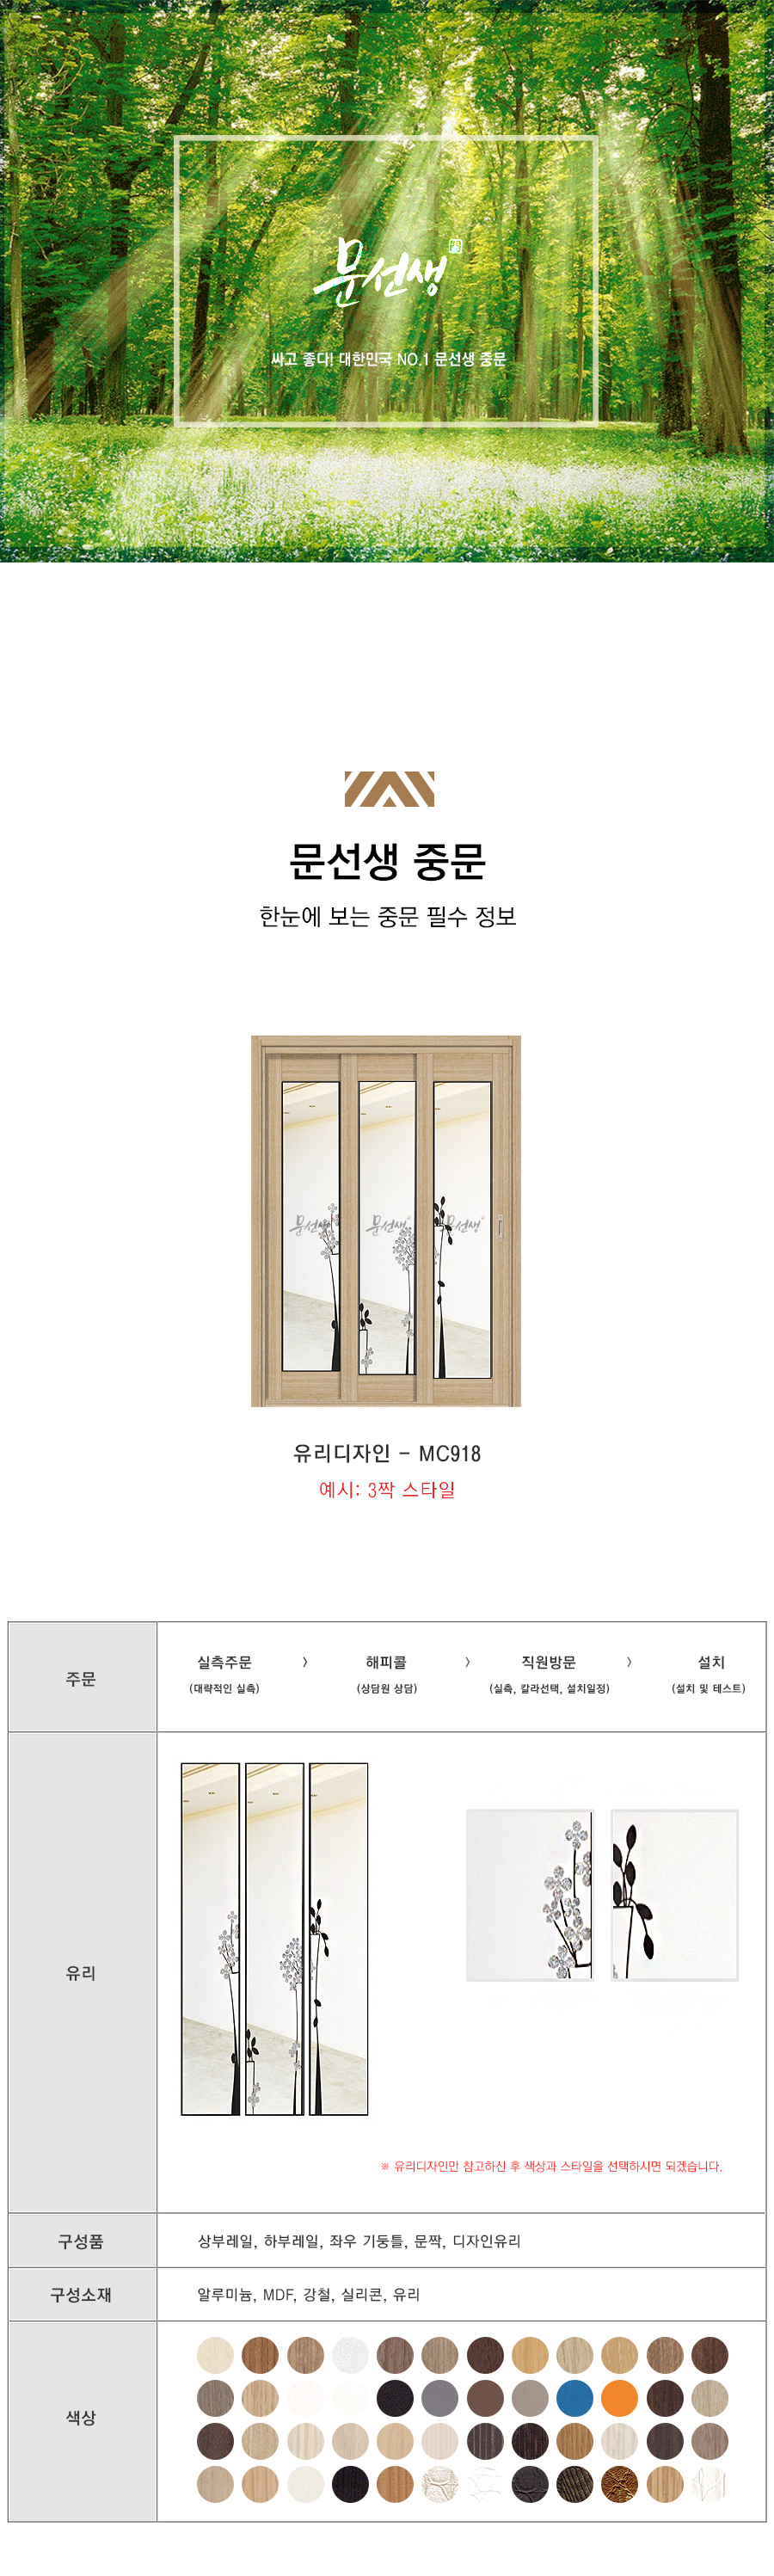 문선생
싸고 좋다! 대한민국 NO.1 문선생 중문
문선생 중문
한눈에 보는 중문 필수 정보
문선생 문선생 문선생
유리디자인 - MC918
예시: 3짝 스타일
주문
실측주문 > 해피콜 > 직원방문 > 설치
(대략적인 실측) (상담원 상담) (실측, 칼라선택, 설치일정) (설치 및 테스트)
유리
※ 유리디자인만 참고하신 후 색상과 스타일을 선택하시면 되겠습니다.
구성품
상부레일, 하부레일, 좌우 기둥틀, 문짝, 디자인유리
구성소재
알루미늄, MDF, 강철, 실리콘, 유리
색상